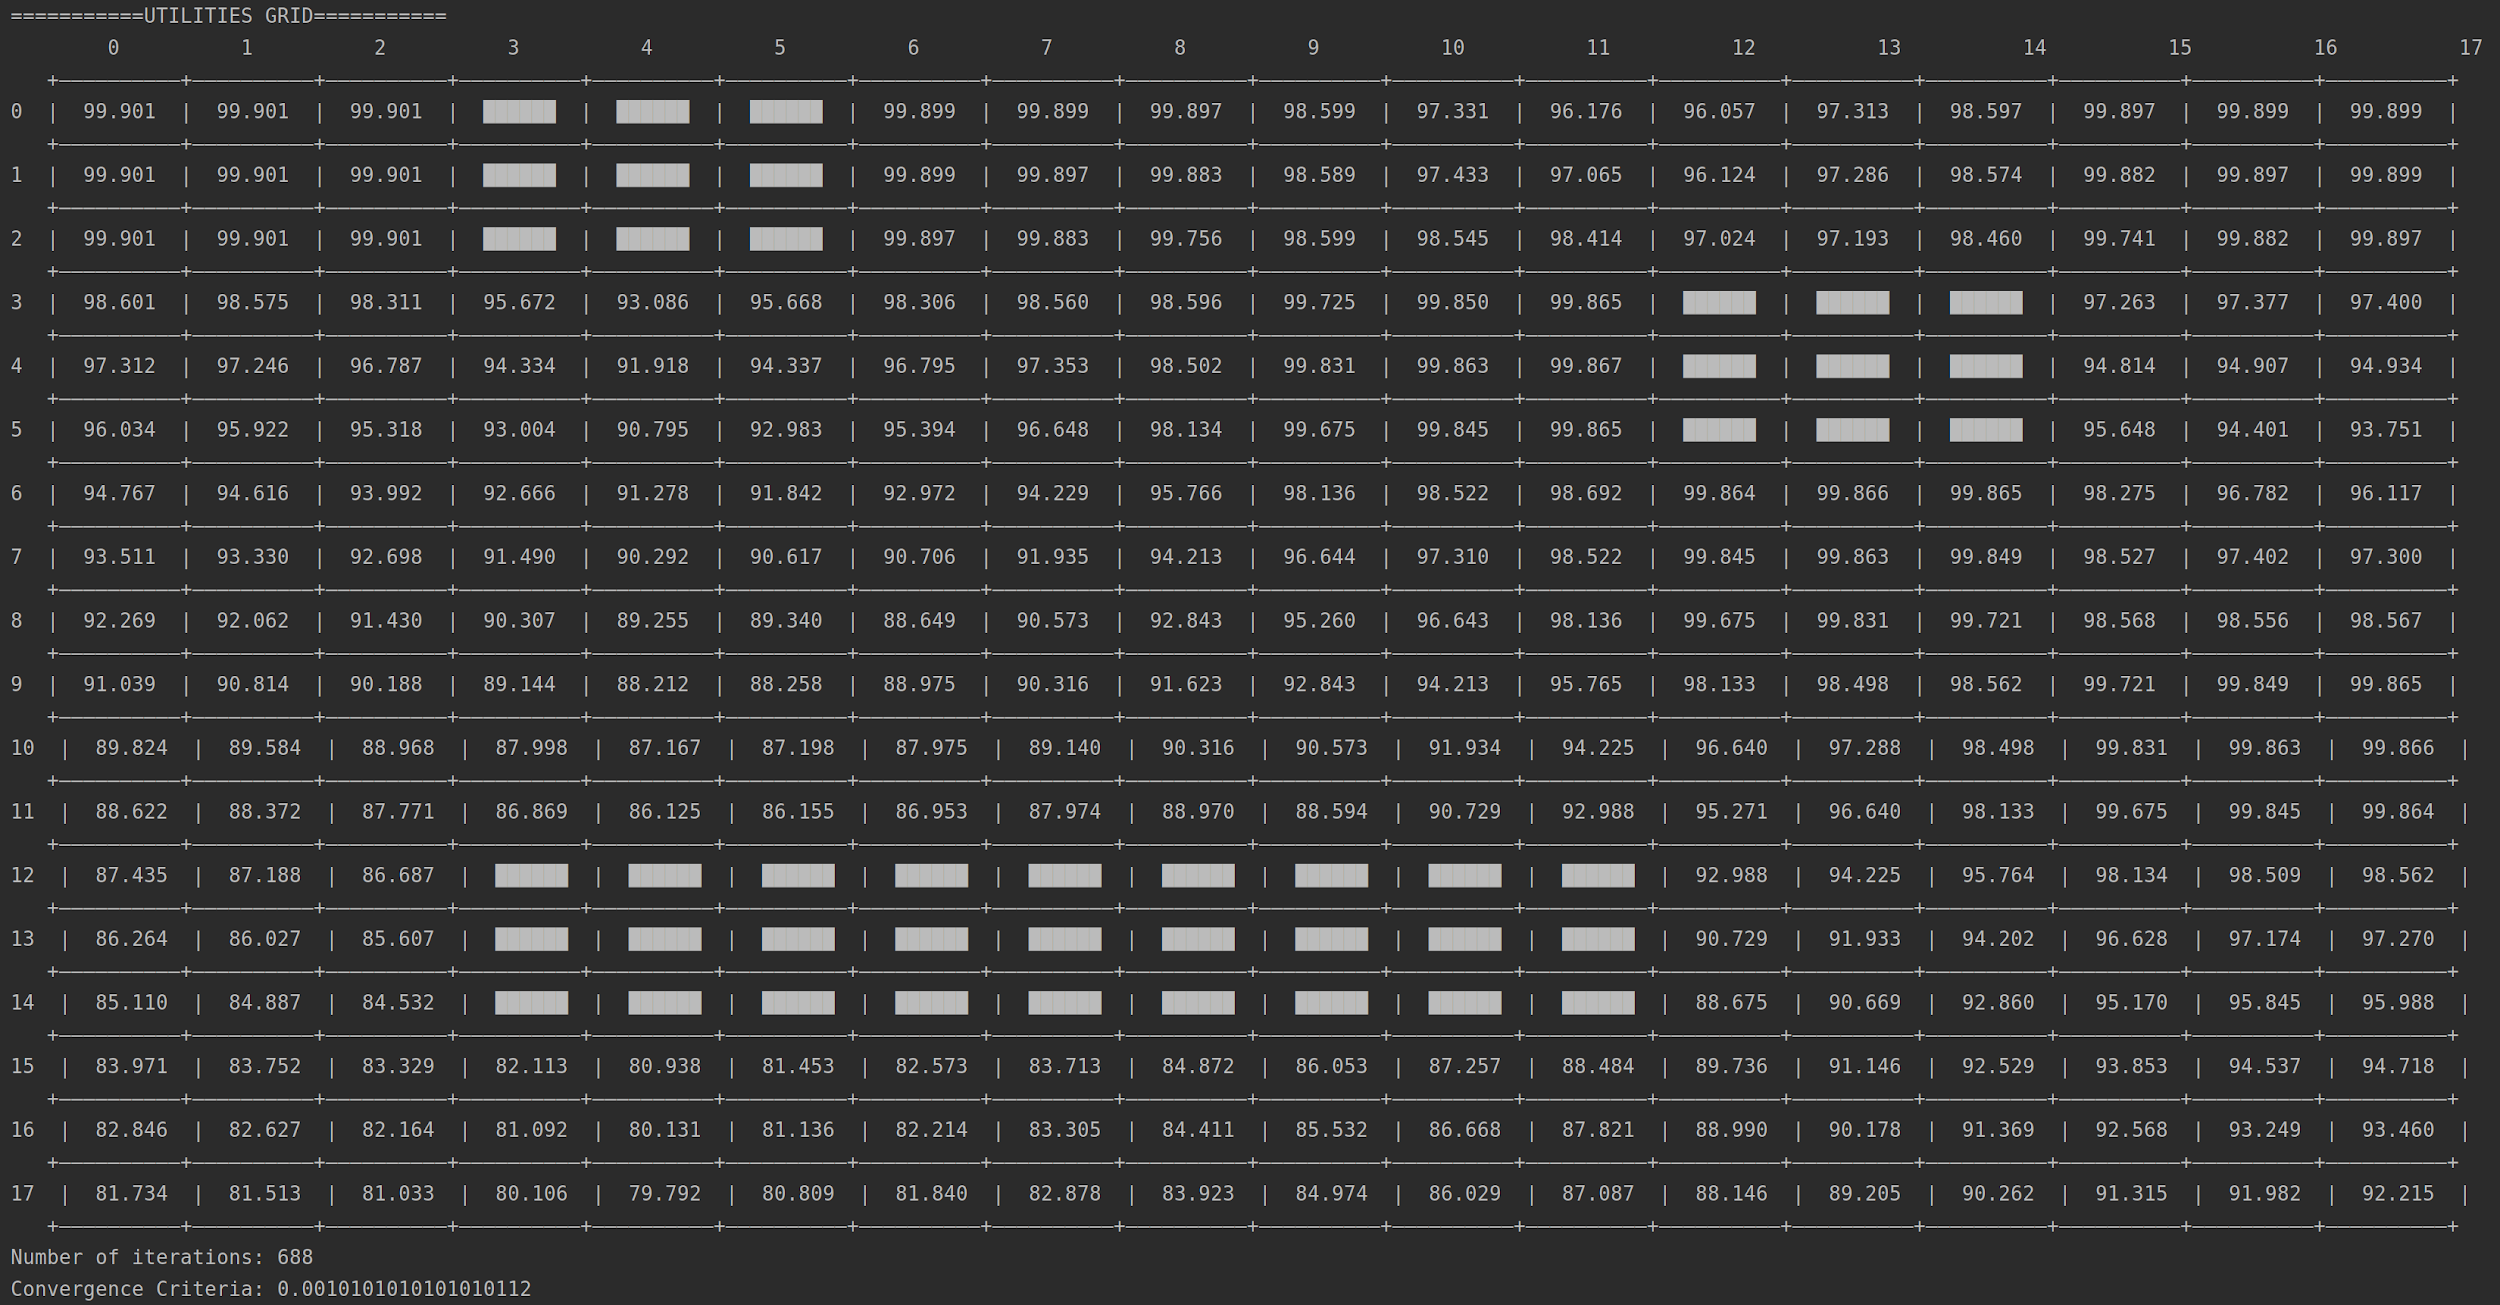 ===========UTILITIES GRID===========
0 1 2 3 4 5 6 7 8 9 10 11 12 13 14 15 16 17
0 | 99.901 | 99.901 | 99.901 | ██████ | ██████ | ██████ | 99.899 | 99.899 | 99.897 | 98.599 | 97.331 | 96.176 | 96.057 | 97.313 | 98.597 | 99.897 | 99.899 | 99.899 |
1 | 99.901 | 99.901 | 99.901 | ██████ | ██████ | ██████ | 99.899 | 99.897 | 99.883 | 98.589 | 97.433 | 97.065 | 96.124 | 97.286 | 98.574 | 99.882 | 99.897 | 99.899 |
2 | 99.901 | 99.901 | 99.901 | ██████ | ██████ | ██████ | 99.897 | 99.883 | 99.756 | 98.599 | 98.545 | 98.414 | 97.024 | 97.193 | 98.460 | 99.741 | 99.882 | 99.897 |
3 | 98.601 | 98.575 | 98.311 | 95.672 | 93.086 | 95.668 | 98.306 | 98.560 | 98.596 | 99.725 | 99.850 | 99.865 | ██████ | ██████ | ██████ | 97.263 | 97.377 | 97.400 |
4 | 97.312 | 97.246 | 96.787 | 94.334 | 91.918 | 94.337 | 96.795 | 97.353 | 98.502 | 99.831 | 99.863 | 99.867 | ██████ | ██████ | ██████ | 94.814 | 94.907 | 94.934 |
5 | 96.034 | 95.922 | 95.318 | 93.004 | 90.795 | 92.983 | 95.394 | 96.648 | 98.134 | 99.675 | 99.845 | 99.865 | ██████ | ██████ | ██████ | 95.648 | 94.401 | 93.751 |
6 | 94.767 | 94.616 | 93.992 | 92.666 | 91.278 | 91.842 | 92.972 | 94.229 | 95.766 | 98.136 | 98.522 | 98.692 | 99.864 | 99.866 | 99.865 | 98.275 | 96.782 | 96.117 |
7 | 93.511 | 93.330 | 92.698 | 91.490 | 90.292 | 90.617 | 90.706 | 91.935 | 94.213 | 96.644 | 97.310 | 98.522 | 99.845 | 99.863 | 99.849 | 98.527 | 97.402 | 97.300 |
8 | 92.269 | 92.062 | 91.430 | 90.307 | 89.255 | 89.340 | 88.649 | 90.573 | 92.843 | 95.260 | 96.643 | 98.136 | 99.675 | 99.831 | 99.721 | 98.568 | 98.556 | 98.567 |
9 | 91.039 | 90.814 | 90.188 | 89.144 | 88.212 | 88.258 | 88.975 | 90.316 | 91.623 | 92.843 | 94.213 | 95.765 | 98.133 | 98.498 | 98.562 | 99.721 | 99.849 | 99.865 |
10 | 89.824 | 89.584 | 88.968 | 87.998 | 87.167 | 87.198 | 87.975 | 89.140 | 90.316 | 90.573 | 91.934 | 94.225 | 96.640 | 97.288 | 98.498 | 99.831 | 99.863 | 99.866 |
11 | 88.622 | 88.372 | 87.771 | 86.869 | 86.125 | 86.155 | 86.953 | 87.974 | 88.970 | 88.594 | 90.729 | 92.988 | 95.271 | 96.640 | 98.133 | 99.675 | 99.845 | 99.864 |
12 | 87.435 | 87.188 | 86.687 | ██████ | ██████ | ██████ | ██████ | ██████ | ██████ | ██████ | ██████ | ██████ | 92.988 | 94.225 | 95.764 | 98.134 | 98.509 | 98.562 |
13 | 86.264 | 86.027 | 85.607 | ██████ | ██████ | ██████ | ██████ | ██████ | ██████ | ██████ | ██████ | ██████ | 90.729 | 91.933 | 94.202 | 96.628 | 97.174 | 97.270 |
14 | 85.110 | 84.887 | 84.532 | ██████ | ██████ | ██████ | ██████ | ██████ | ██████ | ██████ | ██████ | ██████ | 88.675 | 90.669 | 92.860 | 95.170 | 95.845 | 95.988 |
15 | 83.971 | 83.752 | 83.329 | 82.113 | 80.938 | 81.453 | 82.573 | 83.713 | 84.872 | 86.053 | 87.257 | 88.484 | 89.736 | 91.146 | 92.529 | 93.853 | 94.537 | 94.718 |
16 | 82.846 | 82.627 | 82.164 | 81.092 | 80.131 | 81.136 | 82.214 | 83.305 | 84.411 | 85.532 | 86.668 | 87.821 | 88.990 | 90.178 | 91.369 | 92.568 | 93.249 | 93.460 |
17 | 81.734 | 81.513 | 81.033 | 80.106 | 79.792 | 80.809 | 81.840 | 82.878 | 83.923 | 84.974 | 86.029 | 87.087 | 88.146 | 89.205 | 90.262 | 91.315 | 91.982 | 92.215 |
Number of iterations: 688
Convergence Criteria: 0.0010101010101010112